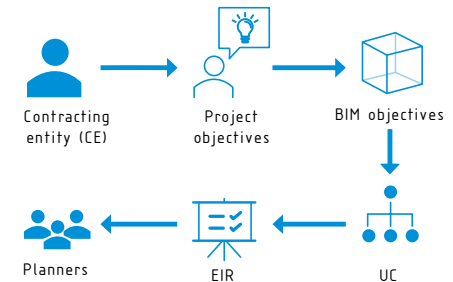 Contracting
entity (CE)
Project
objectives
BIM objectives
Planners
EIR
UC